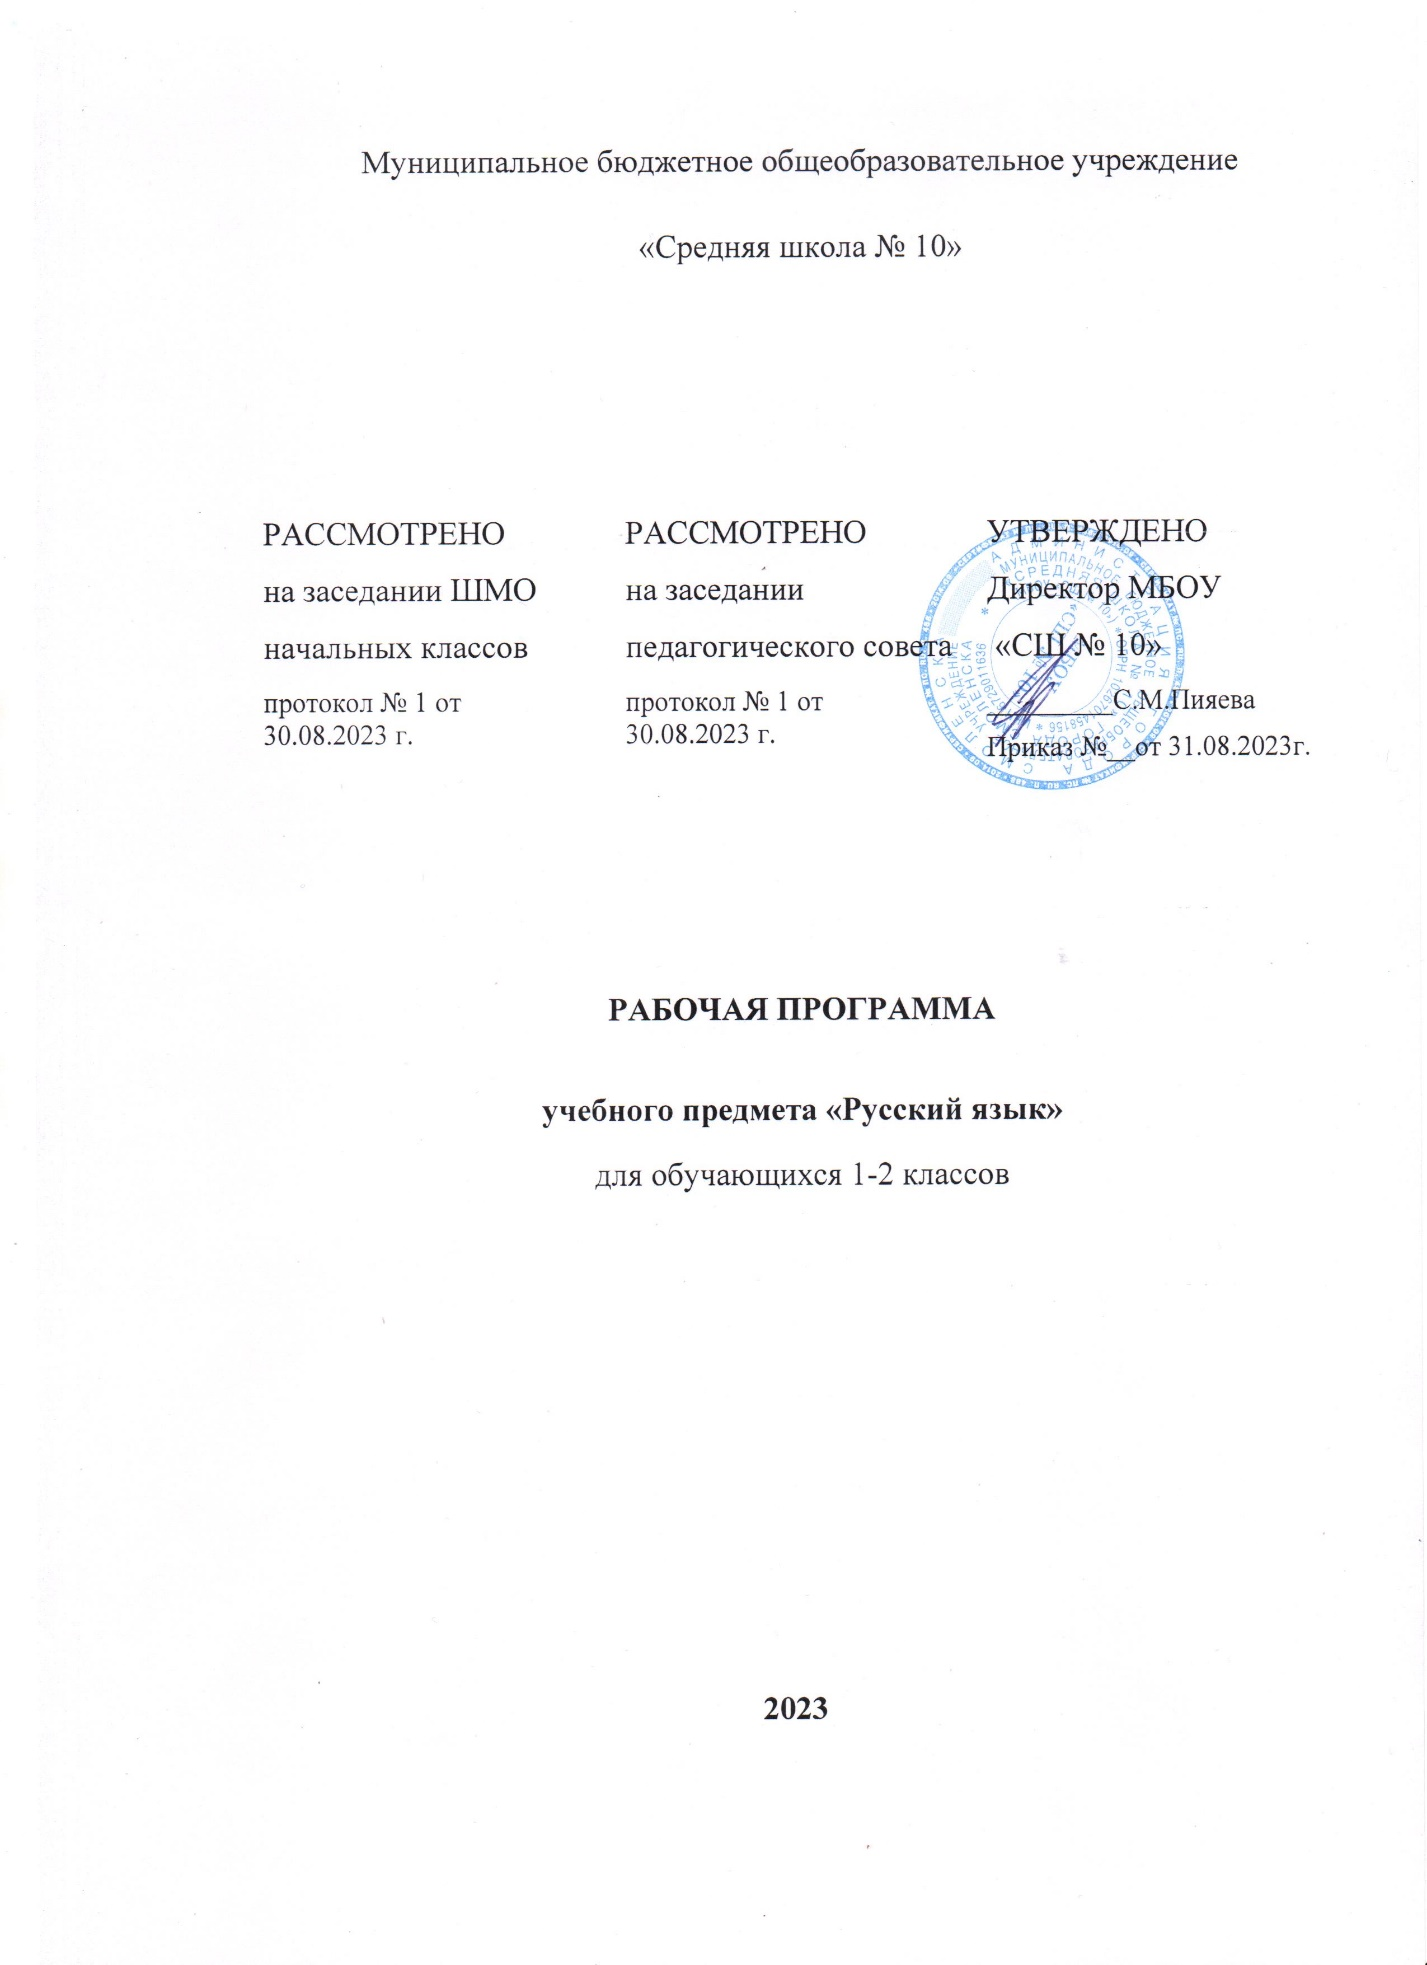 Муниципальное бюджетное общеобразовательное учреждение
«Средняя школа № 10»
РАССМОТРЕНО
на заседании ШМО
начальных классов
протокол № 1 от
30.08.2023 г.
РАССМОТРЕНО
на заседании
педагогического совета
протокол № 1 от
30.08.2023 г.
УТВЕРЖДЕНО
Директор МБОУ
«СШ № 10»
_________С.М.Пияева
Приказ №__от 31.08.2023г.
РАБОЧАЯ ПРОГРАММА
учебного предмета «Русский язык»
для обучающихся 1-2 классов
2023